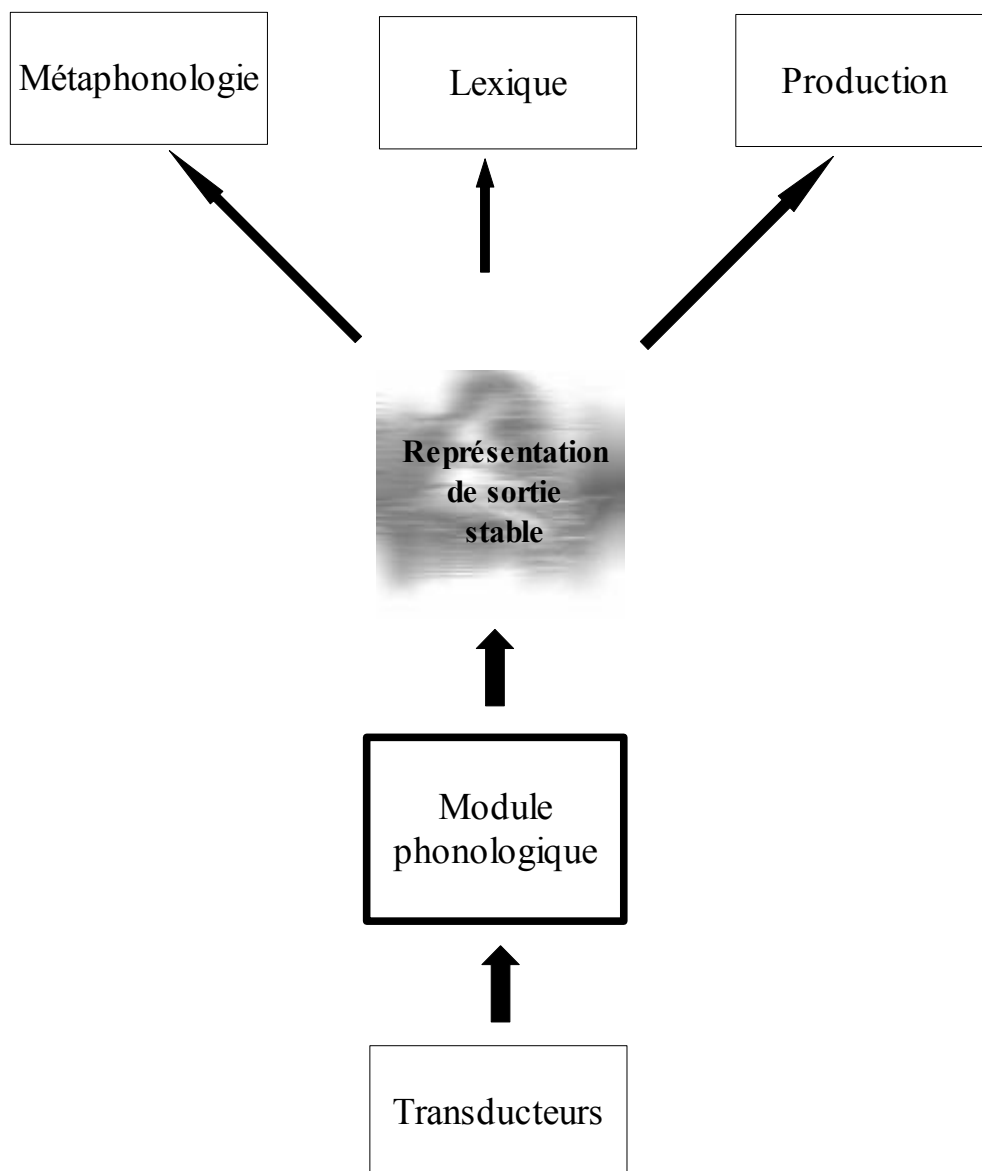 Métaphonologie
Lexique
Production
Représentation
de sortie
stable
Module
phonologique
Transducteurs